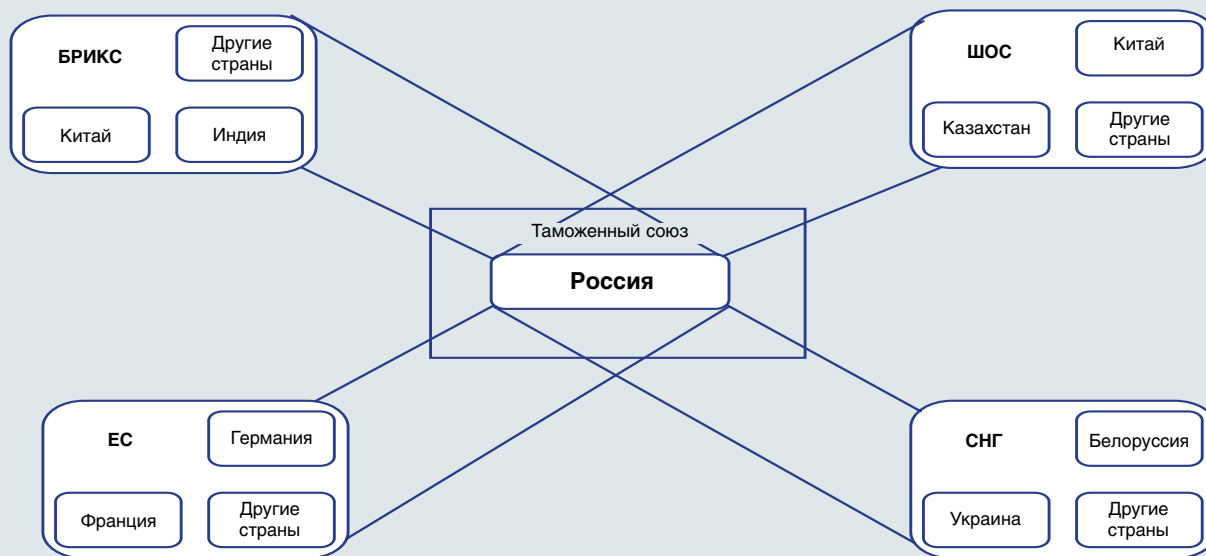 БРИКС
Другие
страны
Китай
Индия
ШОС
Китай
Казахстан
Другие
страны
Таможенный союз
Россия
ЕС
Германия
Франция
Другие
страны
СНГ
Белоруссия
Украина
Другие
страны